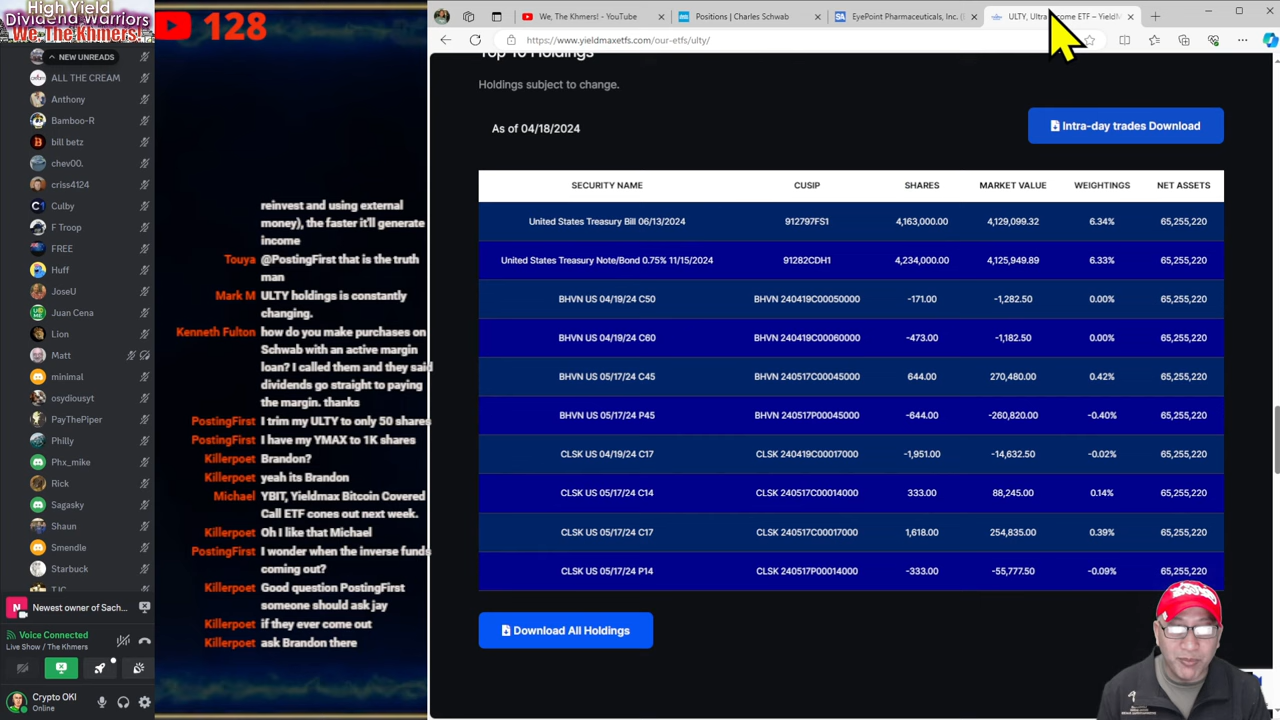 High Yield
Dividend Warriors
We, The Khmers!
NEW UNREADS
ALL THE CREAM
Anthony
Bamboo-R
bill betz
chev00.
criss4124
Culby
F Troop
FREE
Huff
JoseU
Juan Cena
Lion
Matt
minimal
osydiousyt
PayThePiper
Philly
Phx_mike
Rick
Sagasky
Shaun
Smendle
Starbuck
TJC
Newest owner of Sach...
Voice Connected
Live Show / The Khmers
Crypto OKI
Online
128
reinvest and using external
money), the faster it'll generate
income
Touya @PostingFirst that is the truth
man
Mark M ULTY holdings is constantly
changing.
Kenneth Fulton how do you make purchases on
Schwab with an active margin
loan? I called them and they said
dividends go straight to paying
the margin. thanks
PostingFirst I trim my ULTY to only 50 shares
PostingFirst I have my YMAX to 1K shares
Killerpoet Brandon?
Killerpoet yeah its Brandon
Michael YBIT, Yieldmax Bitcoin Covered
Call ETF cones out next week.
Killerpoet Oh I like that Michael
PostingFirst I wonder when the inverse funds
coming out?
Killerpoet Good question PostingFirst
someone should ask jay
Killerpoet if they ever come out
Killerpoet ask Brandon there
We, The Khmers! - YouTube
Positions | Charles Schwab
EyePoint Pharmaceuticals, Inc. (
ULTY, Ultra Income ETF – YieldM
https://www.yieldmaxetfs.com/our-etfs/ulty/
Top 10 Holdings
Holdings subject to change.
As of 04/18/2024
Intra-day trades Download
SECURITY NAME CUSIP SHARES MARKET VALUE WEIGHTINGS NET ASSETS
United States Treasury Bill 06/13/2024 912797FS1 4,163,000.00 4,129,099.32 6.34% 65,255,220
United States Treasury Note/Bond 0.75% 11/15/2024 91282CDH1 4,234,000.00 4,125,949.89 6.33% 65,255,220
BHVN US 04/19/24 C50 BHVN 240419C00050000 -171.00 -1,282.50 0.00% 65,255,220
BHVN US 04/19/24 C60 BHVN 240419C00060000 -473.00 -1,182.50 0.00% 65,255,220
BHVN US 05/17/24 C45 BHVN 240517C00045000 644.00 270,480.00 0.42% 65,255,220
BHVN US 05/17/24 P45 BHVN 240517P00045000 -644.00 -260,820.00 -0.40% 65,255,220
CLSK US 04/19/24 C17 CLSK 240419C00017000 -1,951.00 -14,632.50 -0.02% 65,255,220
CLSK US 05/17/24 C14 CLSK 240517C00014000 333.00 88,245.00 0.14% 65,255,220
CLSK US 05/17/24 C17 CLSK 240517C00017000 1,618.00 254,835.00 0.39% 65,255,220
CLSK US 05/17/24 P14 CLSK 240517P00014000 -333.00 -55,777.50 -0.09% 65,255,220
Download All Holdings